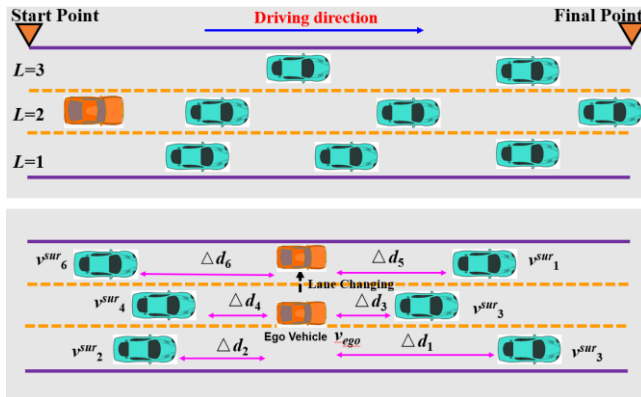 Start Point Driving direction Final Point
L=3
L=2
L=1
v^sur_6 △d_6 △d_5 v^sur_1
Lane Changing
v^sur_4 △d_4 △d_3 v^sur_3
Ego Vehicle v_ego
v^sur_2 △d_2 △d_1 v^sur_3